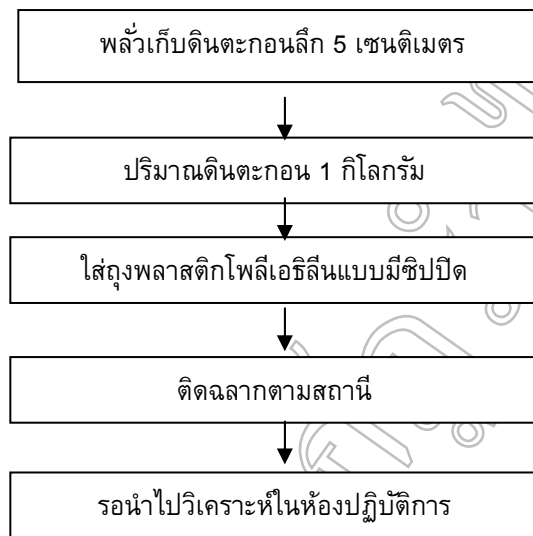 พลั่วเก็บดินตะกอนลึก 5 เซนติเมตร
ปริมาณดินตะกอน 1 กิโลกรัม
ใส่ถุงพลาสติกโพลีเอธิลีนแบบมีซิปปิด
ติดฉลากตามสถานี
รอนำไปวิเคราะห์ในห้องปฏิบัติการ